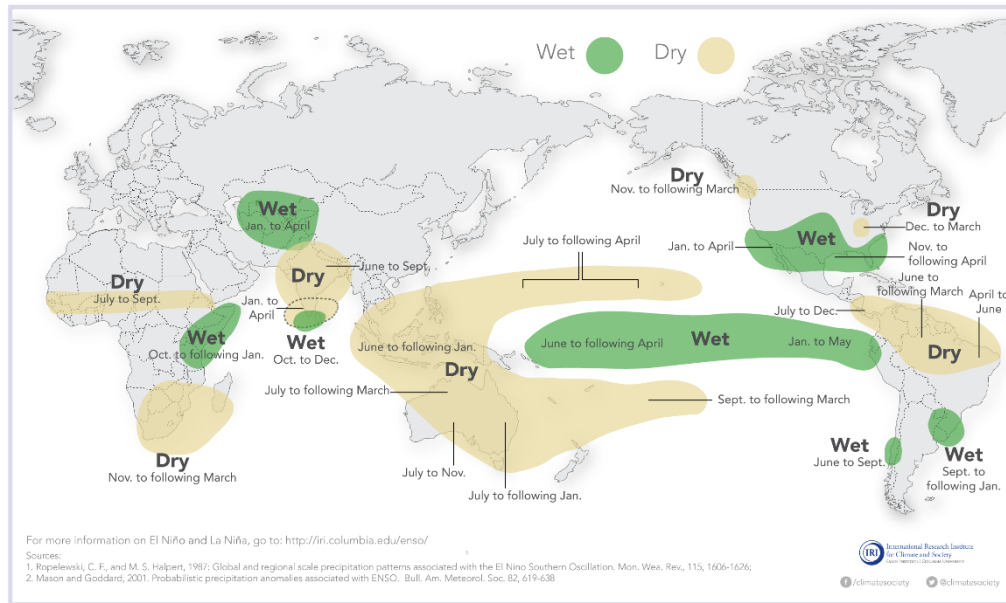 Wet Dry
Dry
Nov. to following March
Dry
Dec. to March
Wet
Jan. to April
Wet
Jan. to April
Nov. to
following April
July to following April
June to Sept.
Dry
Dry
July to Sept.
Jan. to
April
Wet
Oct. to following Jan.
Wet
Oct. to Dec.
June to
following March
April to
June
July to Dec.
Dry
June to following Jan.
Dry
June to following April
Wet
Jan. to May
July to following March
Sept. to following March
Dry
Nov. to following March
July to Nov.
July to following Jan.
Wet
June to Sept.
Wet
Sept. to
following Jan.
For more information on El Niño and La Niña, go to: http://iri.columbia.edu/enso/
Sources:
1. Ropelewski, C. F., and M. S. Halpert, 1987: Global and regional scale precipitation patterns associated with the El Nino Southern Oscillation. Mon. Wea. Rev., 115, 1606-1626;
2. Mason and Goddard, 2001. Probabilistic precipitation anomalies associated with ENSO. Bull. Am. Meteorol. Soc. 82, 619-638
IRI
International Research Institute
for Climate and Society
/climatesociety @climatesociety